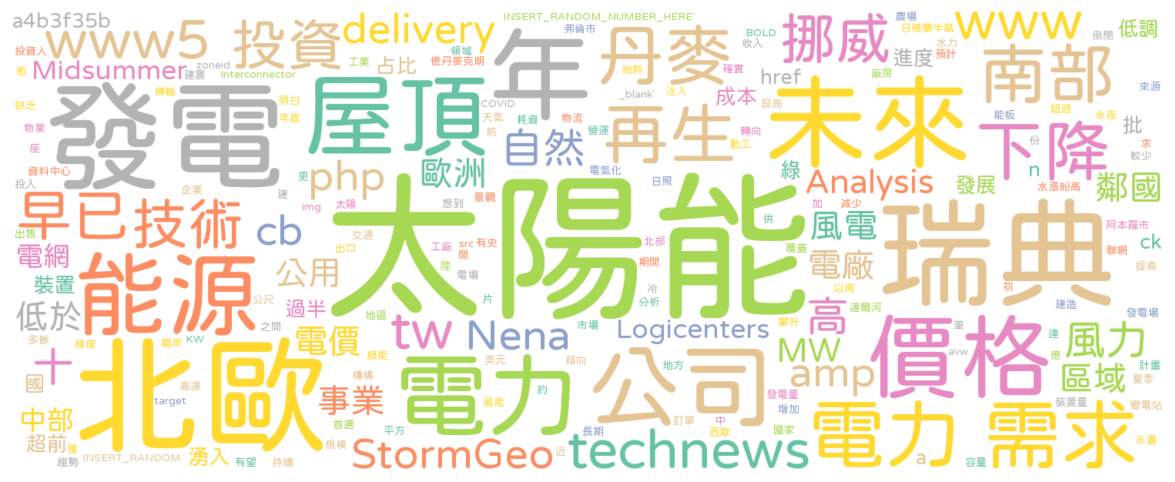 a4b3f35b
INSERT_RANDOM_NUMBER_HERE'
弗倫市
BOLD
日德蘭半島
農場
倒閉
低調
www5
投資
delivery
年
丹麥
挪威
www
收入
水力
預計
投資人
zoneid
建置
Interconnector
工業
領域
億丹麥克朗
占比
Midsummer
地熱
確實
進度
廠房
南部
愈
發電
屋頂
COVID
_blank'
注入
href
成本
未來
能板
超過
永夜
來源
缺乏
傳輸
明白
年底
天氣
前
耗資
物流
再生
設施
轉向
份
批
求
物業
座
營運
動工
下降
較少
資料中心
php
歐洲
自然
電氣化
日照
綠
n
水漲船高
鄰國
投入
企業
更
建
景觀
想到
Analysis
發展
早已
技術
cb
img
太陽
太陽能
加
減少
供
風電
瑞典
阿本羅市
出售
電網
交通
出口
工廠
src
有史
間
陸
電場
北部
期間
冷
覆蓋
ck
聯網
提高
裝置
能源
公用
電廠
以南
初
低於
過半
公尺
地區
片
分析
達爾河
建造
發電場
之間
tw
Nena
市場
Logicenters
攀升
高
筆
達
風力
多餘
緯度
KW
離岸
電價
綠能
美元
傾向
MW
價格
avw
億
計畫
十
北歐
電力
公司
地方
amp
區域
夏季
國
高達
機構
風能
約
發電量
裝置量
變電站
中部
target
事業
首選
平方
訂單
中
增加
電力
需求
永晝
超前
獲
西歐
國家
INSERT_RANDOM
湧入
規模
StormGeo
近
technews
長期
a
趨勢
有望
持續
容量